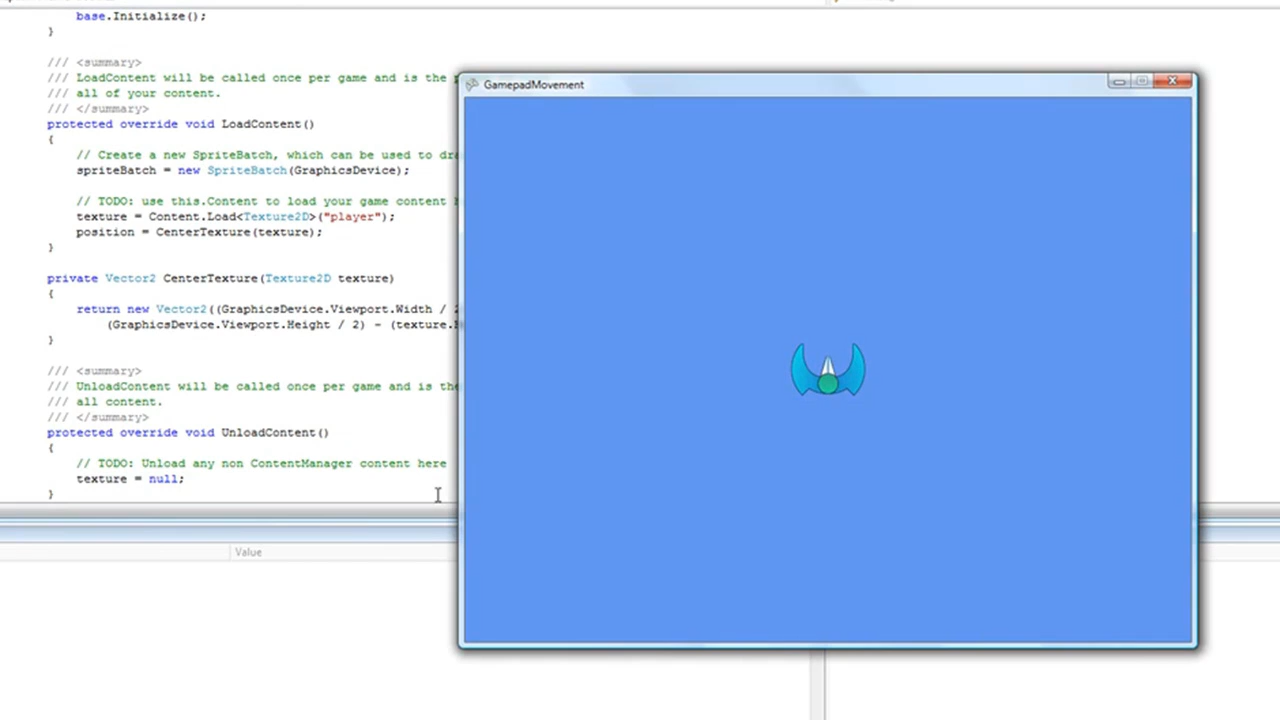 base.Initialize();
}
/// <summary>
/// LoadContent will be called once per game and is the
/// all of your content.
/// </summary>
protected override void LoadContent()
{
// Create a new SpriteBatch, which can be used to
spriteBatch = new SpriteBatch(GraphicsDevice);
// TODO: use this.Content to load your game content
texture = Content.Load<Texture2D>("player");
position = CenterTexture(texture);
}
private Vector2 CenterTexture(Texture2D texture)
{
return new Vector2((GraphicsDevice.Viewport.Width /
(GraphicsDevice.Viewport.Height / 2) - (texture.
}
/// <summary>
/// UnloadContent will be called once per game and is the
/// all content.
/// </summary>
protected override void UnloadContent()
{
// TODO: Unload any non ContentManager content here
texture = null;
}
Value
GamepadMovement